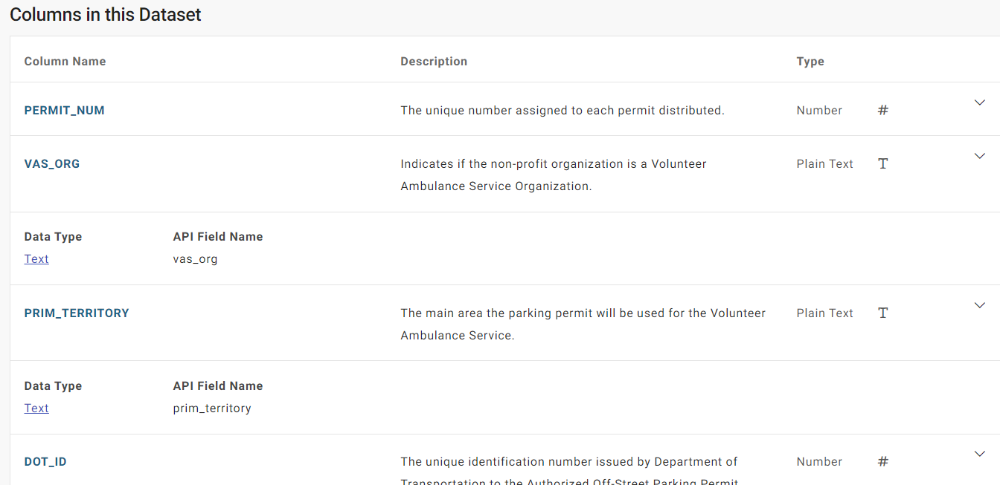 Columns in this Dataset
Column Name Description Type
PERMIT_NUM The unique number assigned to each permit distributed. Number #
VAS_ORG Indicates if the non-profit organization is a Volunteer Plain Text T
Ambulance Service Organization.
Data Type API Field Name
Text vas_org
PRIM_TERRITORY The main area the parking permit will be used for the Volunteer Plain Text T
Ambulance Service.
Data Type API Field Name
Text prim_territory
DOT_ID The unique identification number issued by Department of Number #
Transportation to the Authorized Off-Street Parking Permit